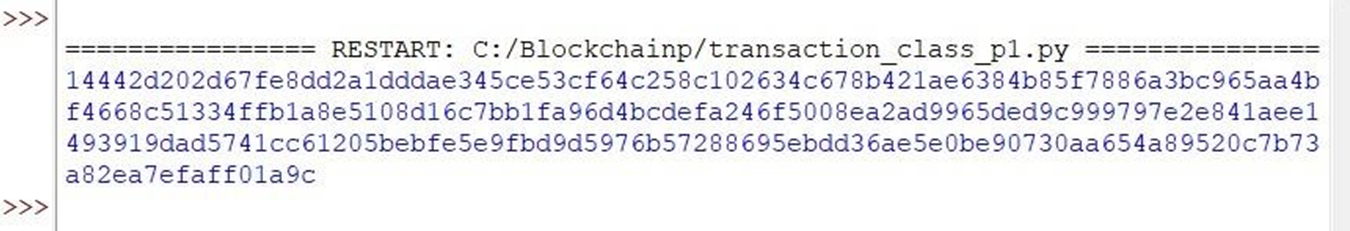 >>>
================ RESTART: C:/Blockchainp/transaction_class_p1.py ===============
14442d202d67fe8dd2a1dddae345ce53cf64c258c102634c678b421ae6384b85f7886a3bc965aa4b
f4668c51334ffb1a8e5108d16c7bb1fa96d4bcdefa246f5008ea2ad9965ded9c999797e2e841aee1
493919dad5741cc61205bebfe5e9fbd9d5976b57288695ebdd36ae5e0be90730aa654a89520c7b73
a82ea7efaff01a9c
>>>